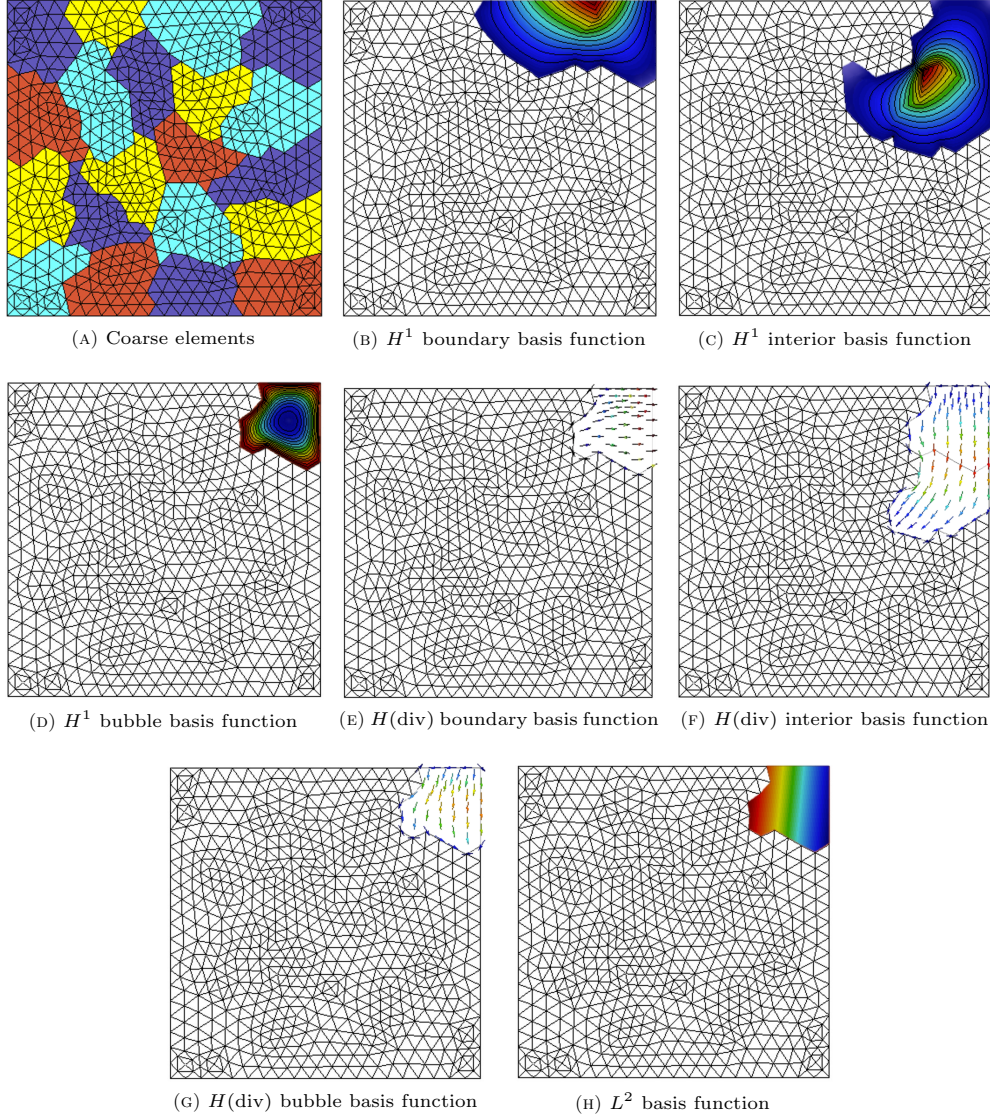 (A) Coarse elements
(B) H¹ boundary basis function
(C) H¹ interior basis function
(D) H¹ bubble basis function
(E) H(div) boundary basis function
(F) H(div) interior basis function
(G) H(div) bubble basis function
(H) L² basis function